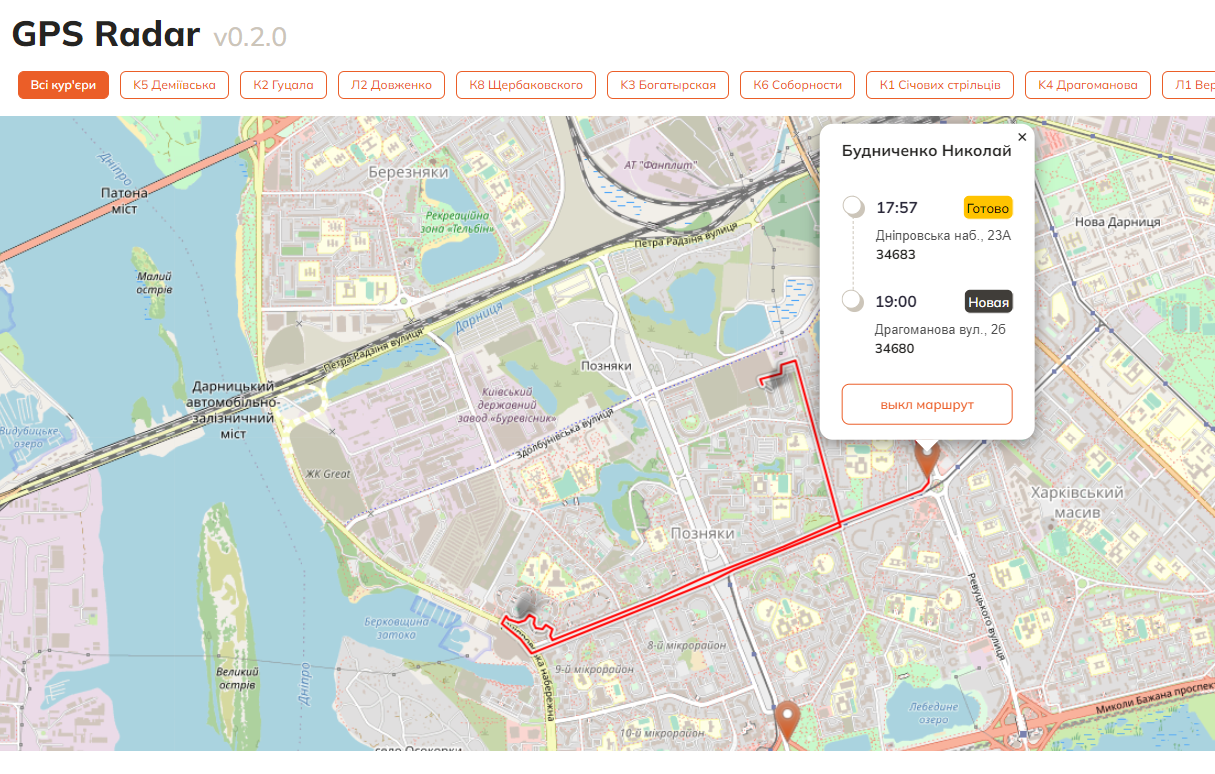 GPS Radar v0.2.0
Всі кур'єри
К5 Деміївська
К2 Гуцала
Л2 Довженко
К8 Щербаковского
К3 Богатырская
К6 Соборности
К1 Січових стрільців
К4 Драгоманова
Л1 Вер
Дніпро
Патона
міст
Березняки
АТ "Фанплит"
Рекреаційна
зона «Тельбін»
Петра Радзіня вулиця
Малий
острів
Дарниця
Петра Радзіня вулиця
Позняки
Дарницький
автомобільно-
залізничний
міст
Київський
державний
завод «Буревісник»
Здолбунівська вулиця
Видубицьке
озеро
ЖК Great
Позняки
Нова Дарниця
Харківський
масив
Ревуцького вулиця
Берковщина
затока
Великий
острів
Дніпро
8-й мікрорайон
9-й мікрорайон
10-й мікрорайон
Лебедине
озеро
Миколи Бажана проспект
село Осокорки
Будниченко Николай
×
17:57
Готово
Дніпровська наб., 23А
34683
19:00
Новая
Драгоманова вул., 2б
34680
выкл маршрут